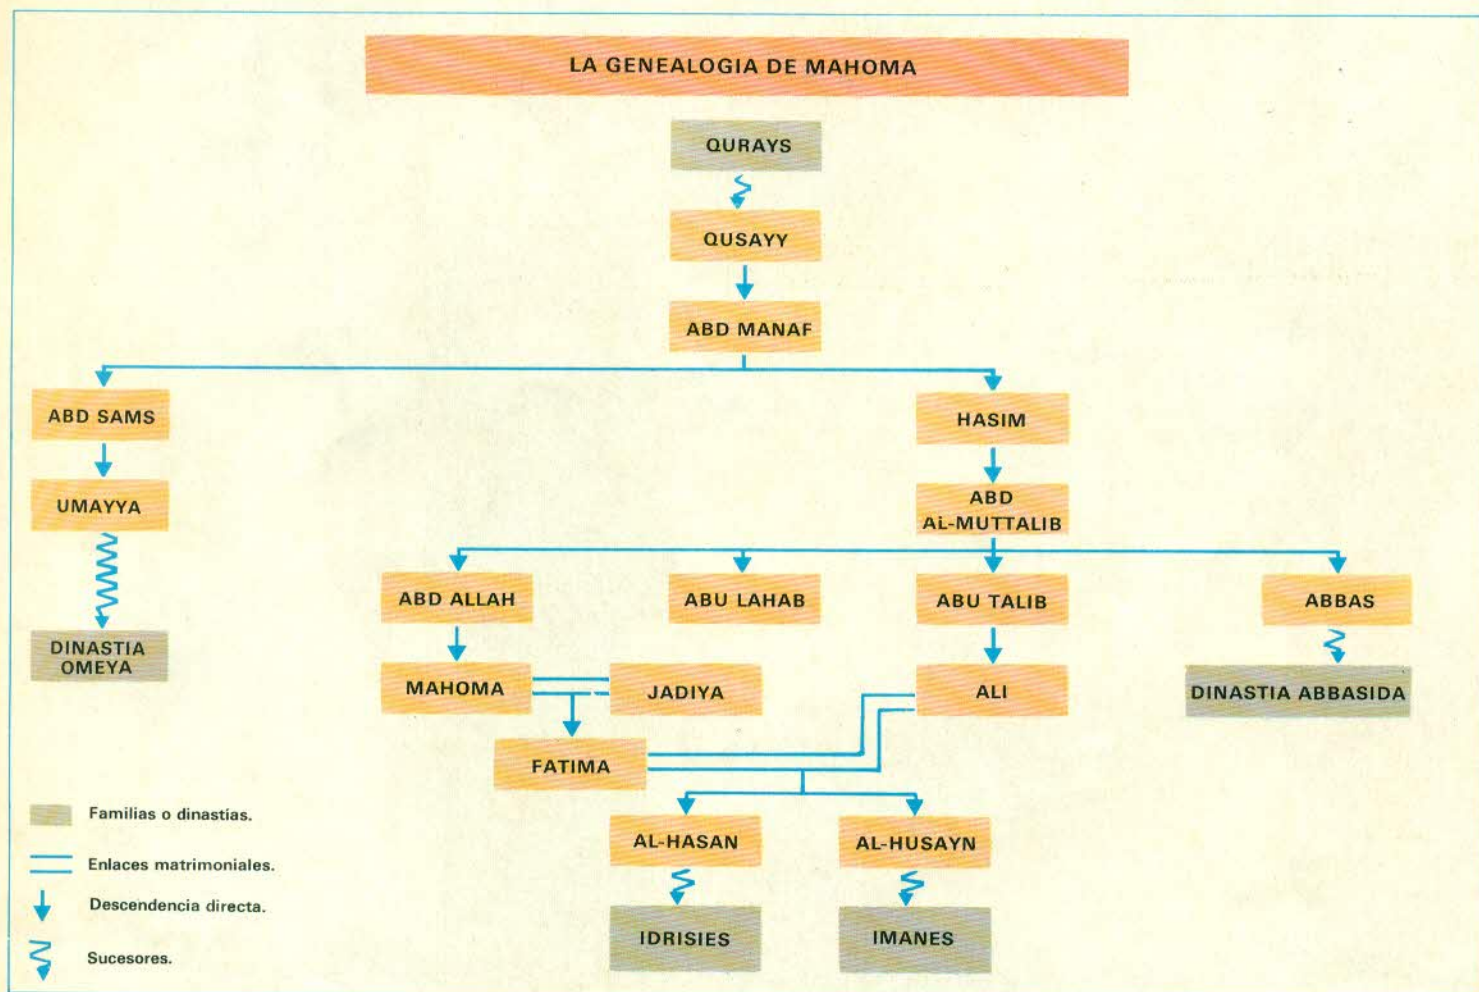 LA GENEALOGIA DE MAHOMA
QURAYS
QUSAYY
ABD MANAF
ABD SAMS
HASIM
UMAYYA
ABD
AL-MUTTALIB
ABD ALLAH
ABU LAHAB
ABU TALIB
ABBAS
DINASTIA
OMEYA
MAHOMA
JADIYA
ALI
DINASTIA ABBASIDA
FATIMA
AL-HASAN
AL-HUSAYN
IDRISIES
IMANES
Familias o dinastías.
Enlaces matrimoniales.
Descendencia directa.
Sucesores.